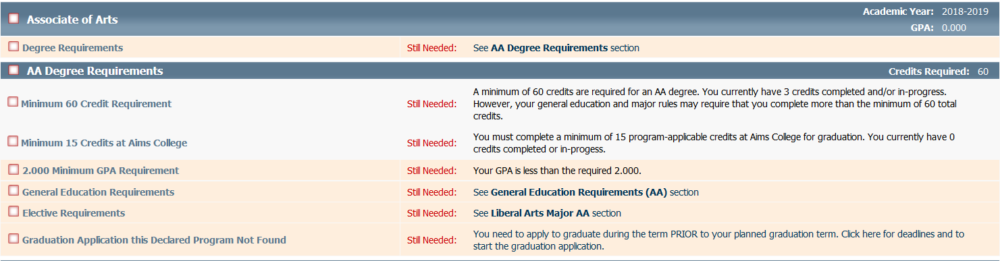 Associate of Arts
Academic Year: 2018-2019
GPA: 0.000
Degree Requirements Still Needed: See AA Degree Requirements section
AA Degree Requirements Credits Required: 60
Minimum 60 Credit Requirement Still Needed: A minimum of 60 credits are required for an AA degree. You currently have 3 credits completed and/or in-progress.
However, your general education and major rules may require that you complete more than the minimum of 60 total
credits.
Minimum 15 Credits at Aims College Still Needed: You must complete a minimum of 15 program-applicable credits at Aims College for graduation. You currently have 0
credits completed or in-progess.
2.000 Minimum GPA Requirement Still Needed: Your GPA is less than the required 2.000.
General Education Requirements Still Needed: See General Education Requirements (AA) section
Elective Requirements Still Needed: See Liberal Arts Major AA section
Graduation Application this Declared Program Not Found Still Needed: You need to apply to graduate during the term PRIOR to your planned graduation term. Click here for deadlines and to
start the graduation application.